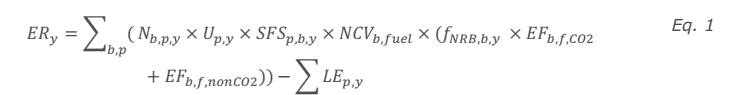 ER_y = ∑_{b,p}( N_{b,p,y} × U_{p,y} × SFS_{p,b,y} × NCV_{b,fuel} × (f_{NRB,b,y} × EF_{b,f,CO2} Eq. 1
+ EF_{b,f,nonCO2})) − ∑ LE_{p,y}